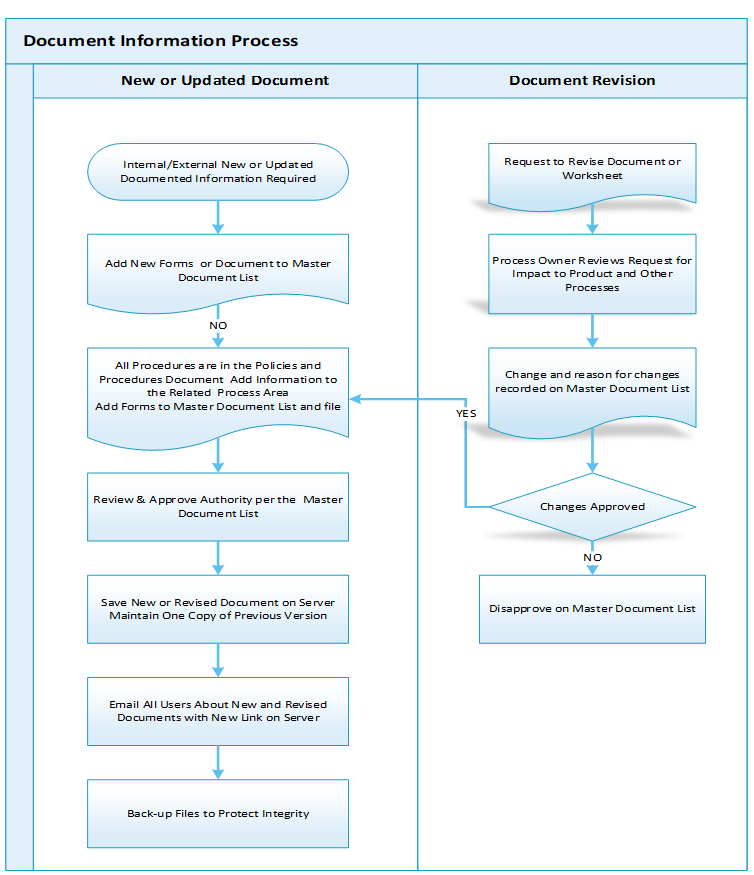 Document Information Process
New or Updated Document
Internal/External New or Updated
Documented Information Required
Add New Forms or Document to Master
Document List
NO
All Procedures are in the Policies and
Procedures Document Add Information to
the Related Process Area
Add Forms to Master Document List and file
Review & Approve Authority per the Master
Document List
Save New or Revised Document on Server
Maintain One Copy of Previous Version
Email All Users About New and Revised
Documents with New Link on Server
Back-up Files to Protect Integrity
Document Revision
Request to Revise Document or
Worksheet
Process Owner Reviews Request for
Impact to Product and Other
Processes
Change and reason for changes
recorded on Master Document List
YES
Changes Approved
NO
Disapprove on Master Document List